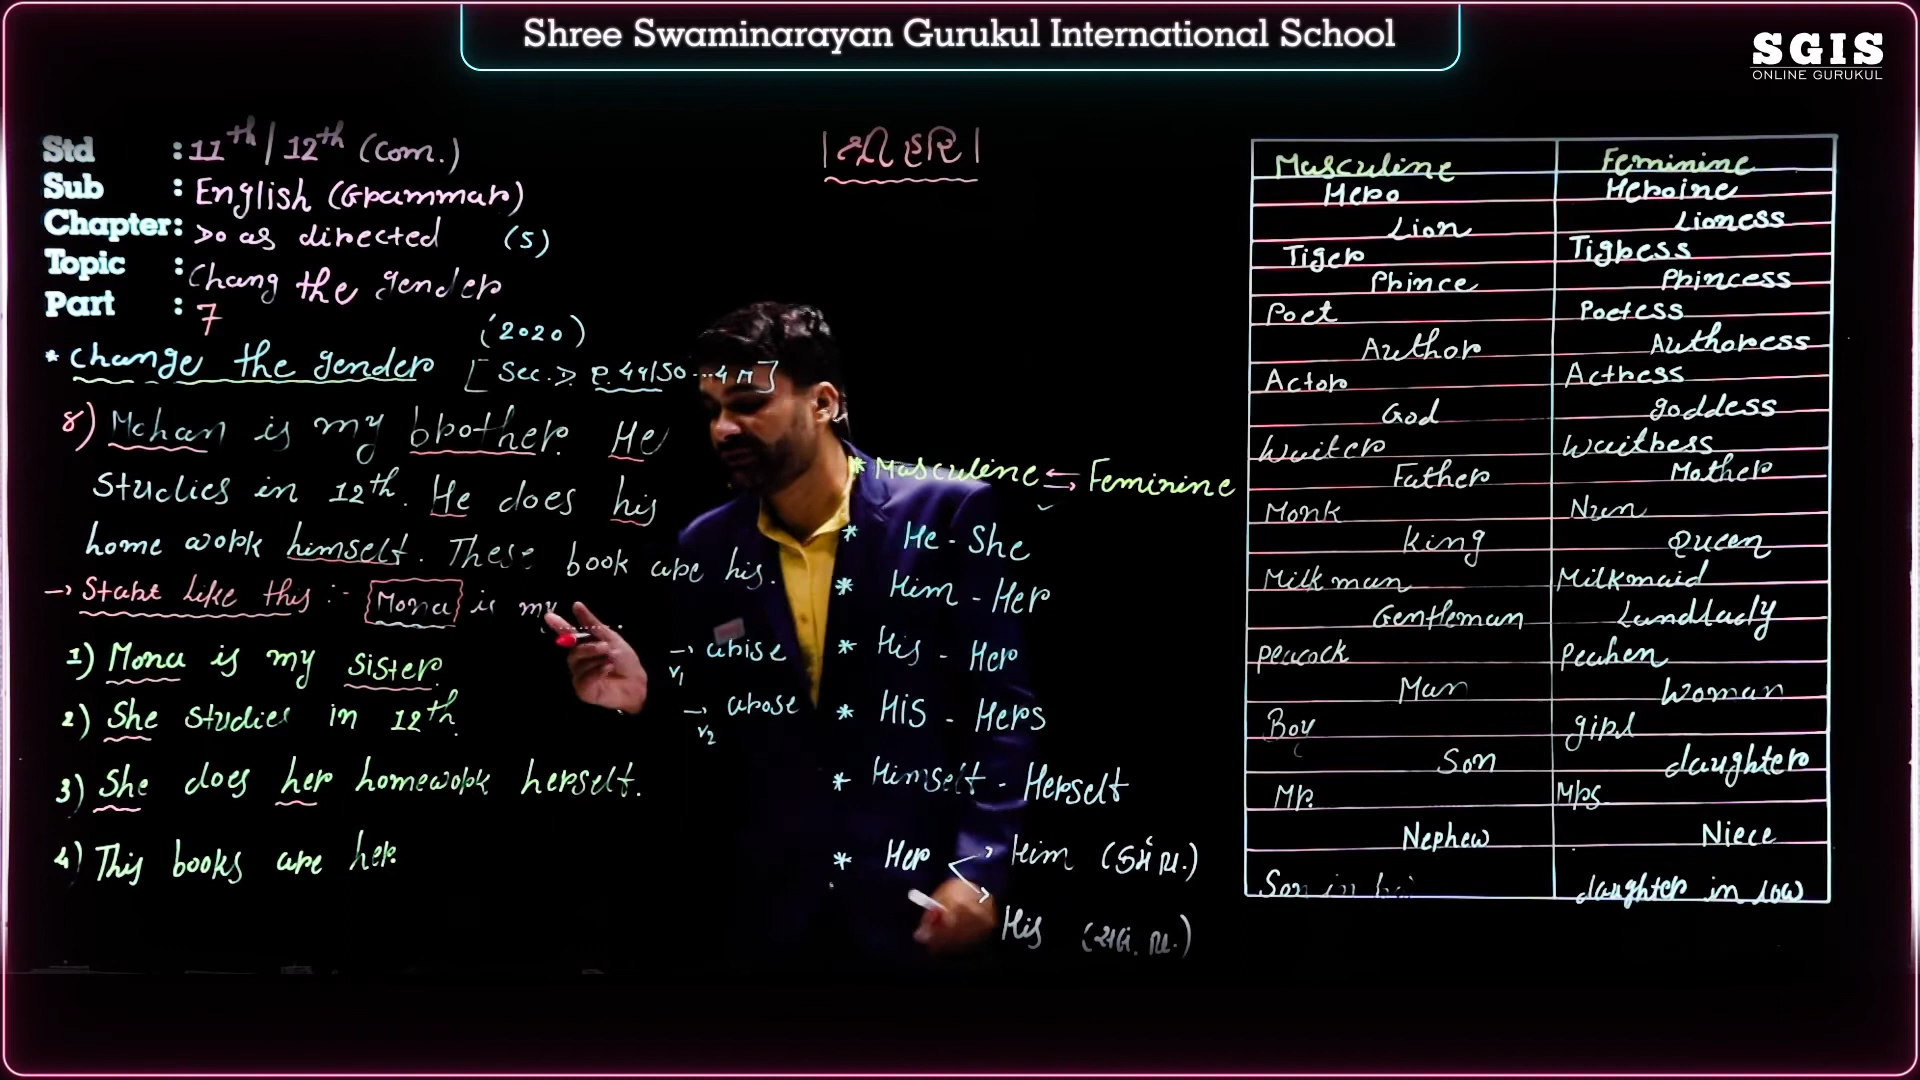 Shree Swaminarayan Gurukul International School
SGIS
ONLINE GURUKUL
Std : 11th / 12th (Com.)
Sub : English (Grammar)
Chapter: Do as directed (5)
Topic : Chang the gender
Part : 7
|શ્રી હરિ|
(2020)
* Change the gender [Sec. D P.49/50...4 M]
8) Mohan is my brother. He
Studies in 12th. He does his
home work himself. These book are his.
→ Start like this :- Mona is my .......
1) Mona is my sister.
2) She studies in 12th.
3) She does her homework herself.
4) This books are her
→ arise
V1
→ arose
V2
* Masculine ⇆ Feminine
* He - She
* Him - Her
* His - Her
* HIS - Hers
* Himself - Herself
* Her → Him (કર્મ વિ.)
→ His
Masculine Feminine
Hero Heroine
Lion Lioness
Tiger Tigress
Prince Princess
Poet Poetess
Author Authoress
Actor Actress
God goddess
Waiter Waitress
Father Mother
Monk Nun
King Queen
Milk man Milkmaid
Gentleman Landlady
Peacock Peahen
Man Woman
Boy girl
Son daughter
Mr. Mrs
Nephew Niece
Son in daughter in low